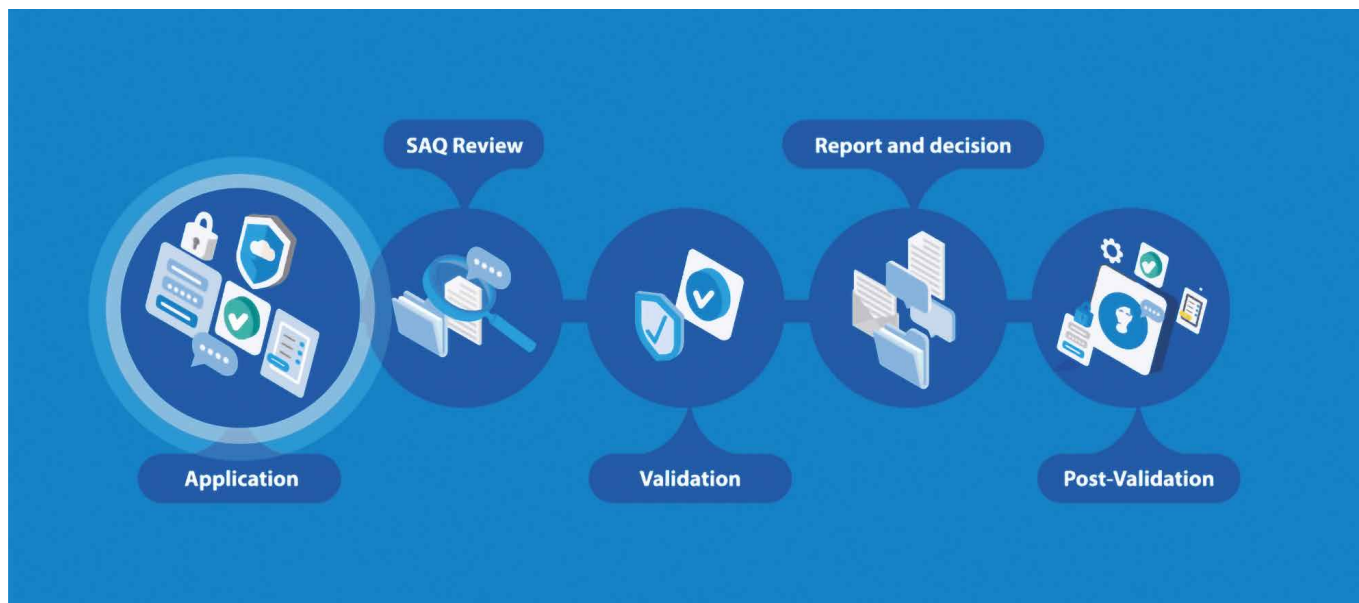 Application
SAQ Review
Validation
Report and decision
Post-Validation